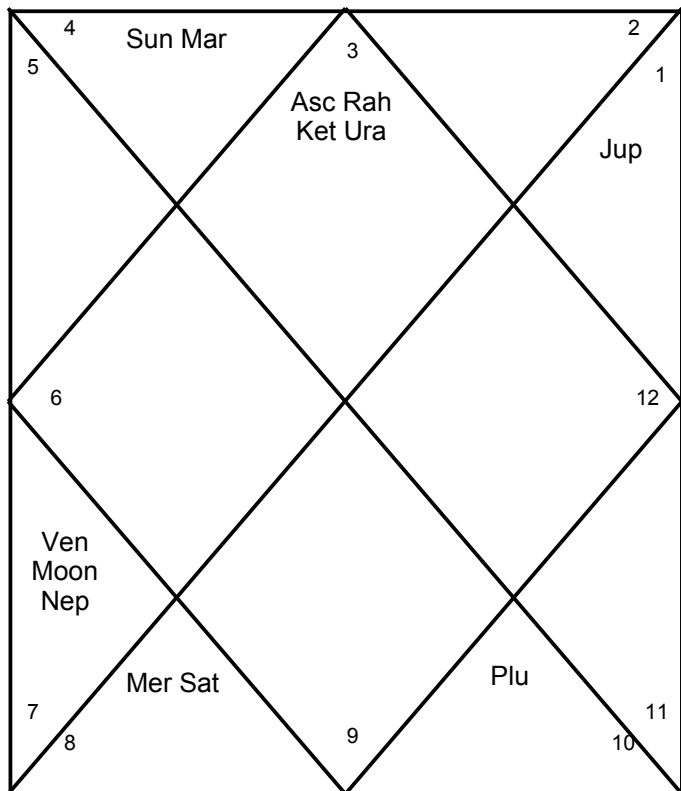 4
Sun Mar
3
2
5
1
Asc Rah
Ket Ura
Jup
6
12
Ven
Moon
Nep
Mer Sat
Plu
7
8
9
10
11